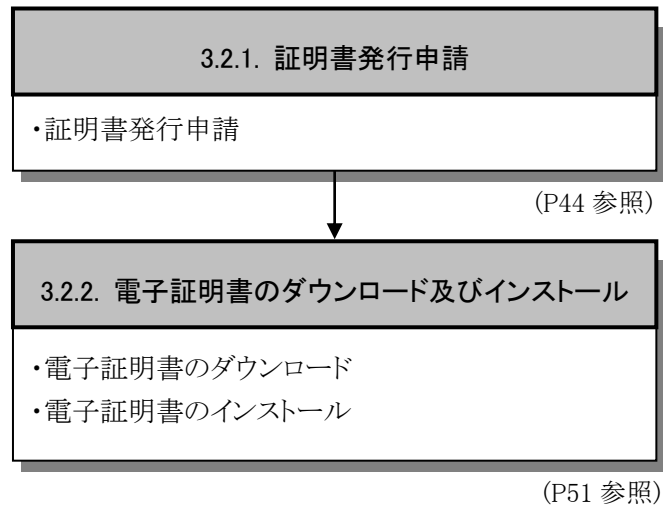 3.2.1. 証明書発行申請
・証明書発行申請
(P44 参照)
3.2.2. 電子証明書のダウンロード及びインストール
・電子証明書のダウンロード
・電子証明書のインストール
(P51 参照)